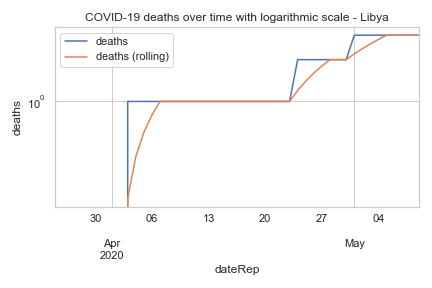 COVID-19 deaths over time with logarithmic scale - Libya
deaths
deaths (rolling)
10⁰
deaths
30 06 13 20 27 04
Apr May
2020
dateRep